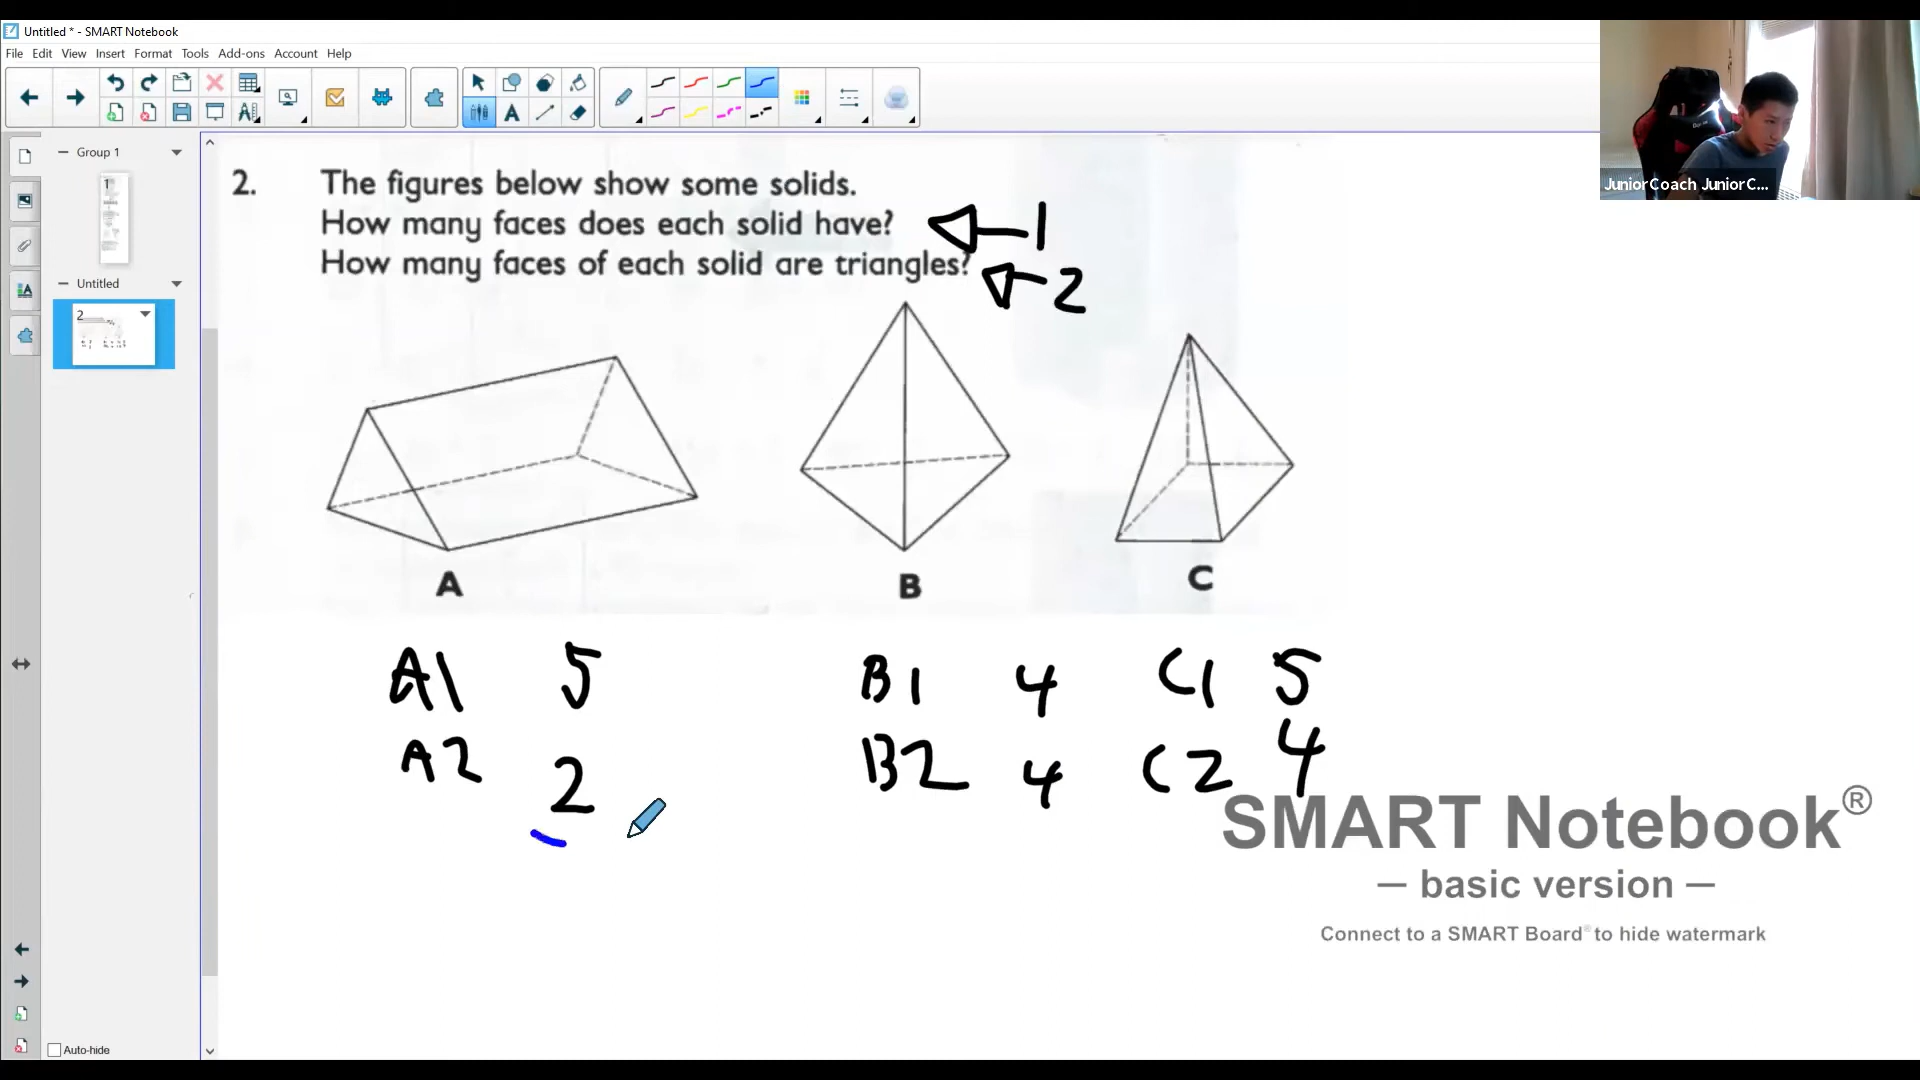 Untitled * - SMART Notebook
File Edit View Insert Format Tools Add-ons Account Help
JuniorCoach JuniorC...
Group 1
1
Untitled
2
2. The figures below show some solids.
How many faces does each solid have? 1
How many faces of each solid are triangles? 2
A B C
A1 5 B1 4 C1 5
A2 2 B2 4 C2 4
SMART Notebook®
— basic version —
Connect to a SMART Board® to hide watermark
Auto-hide